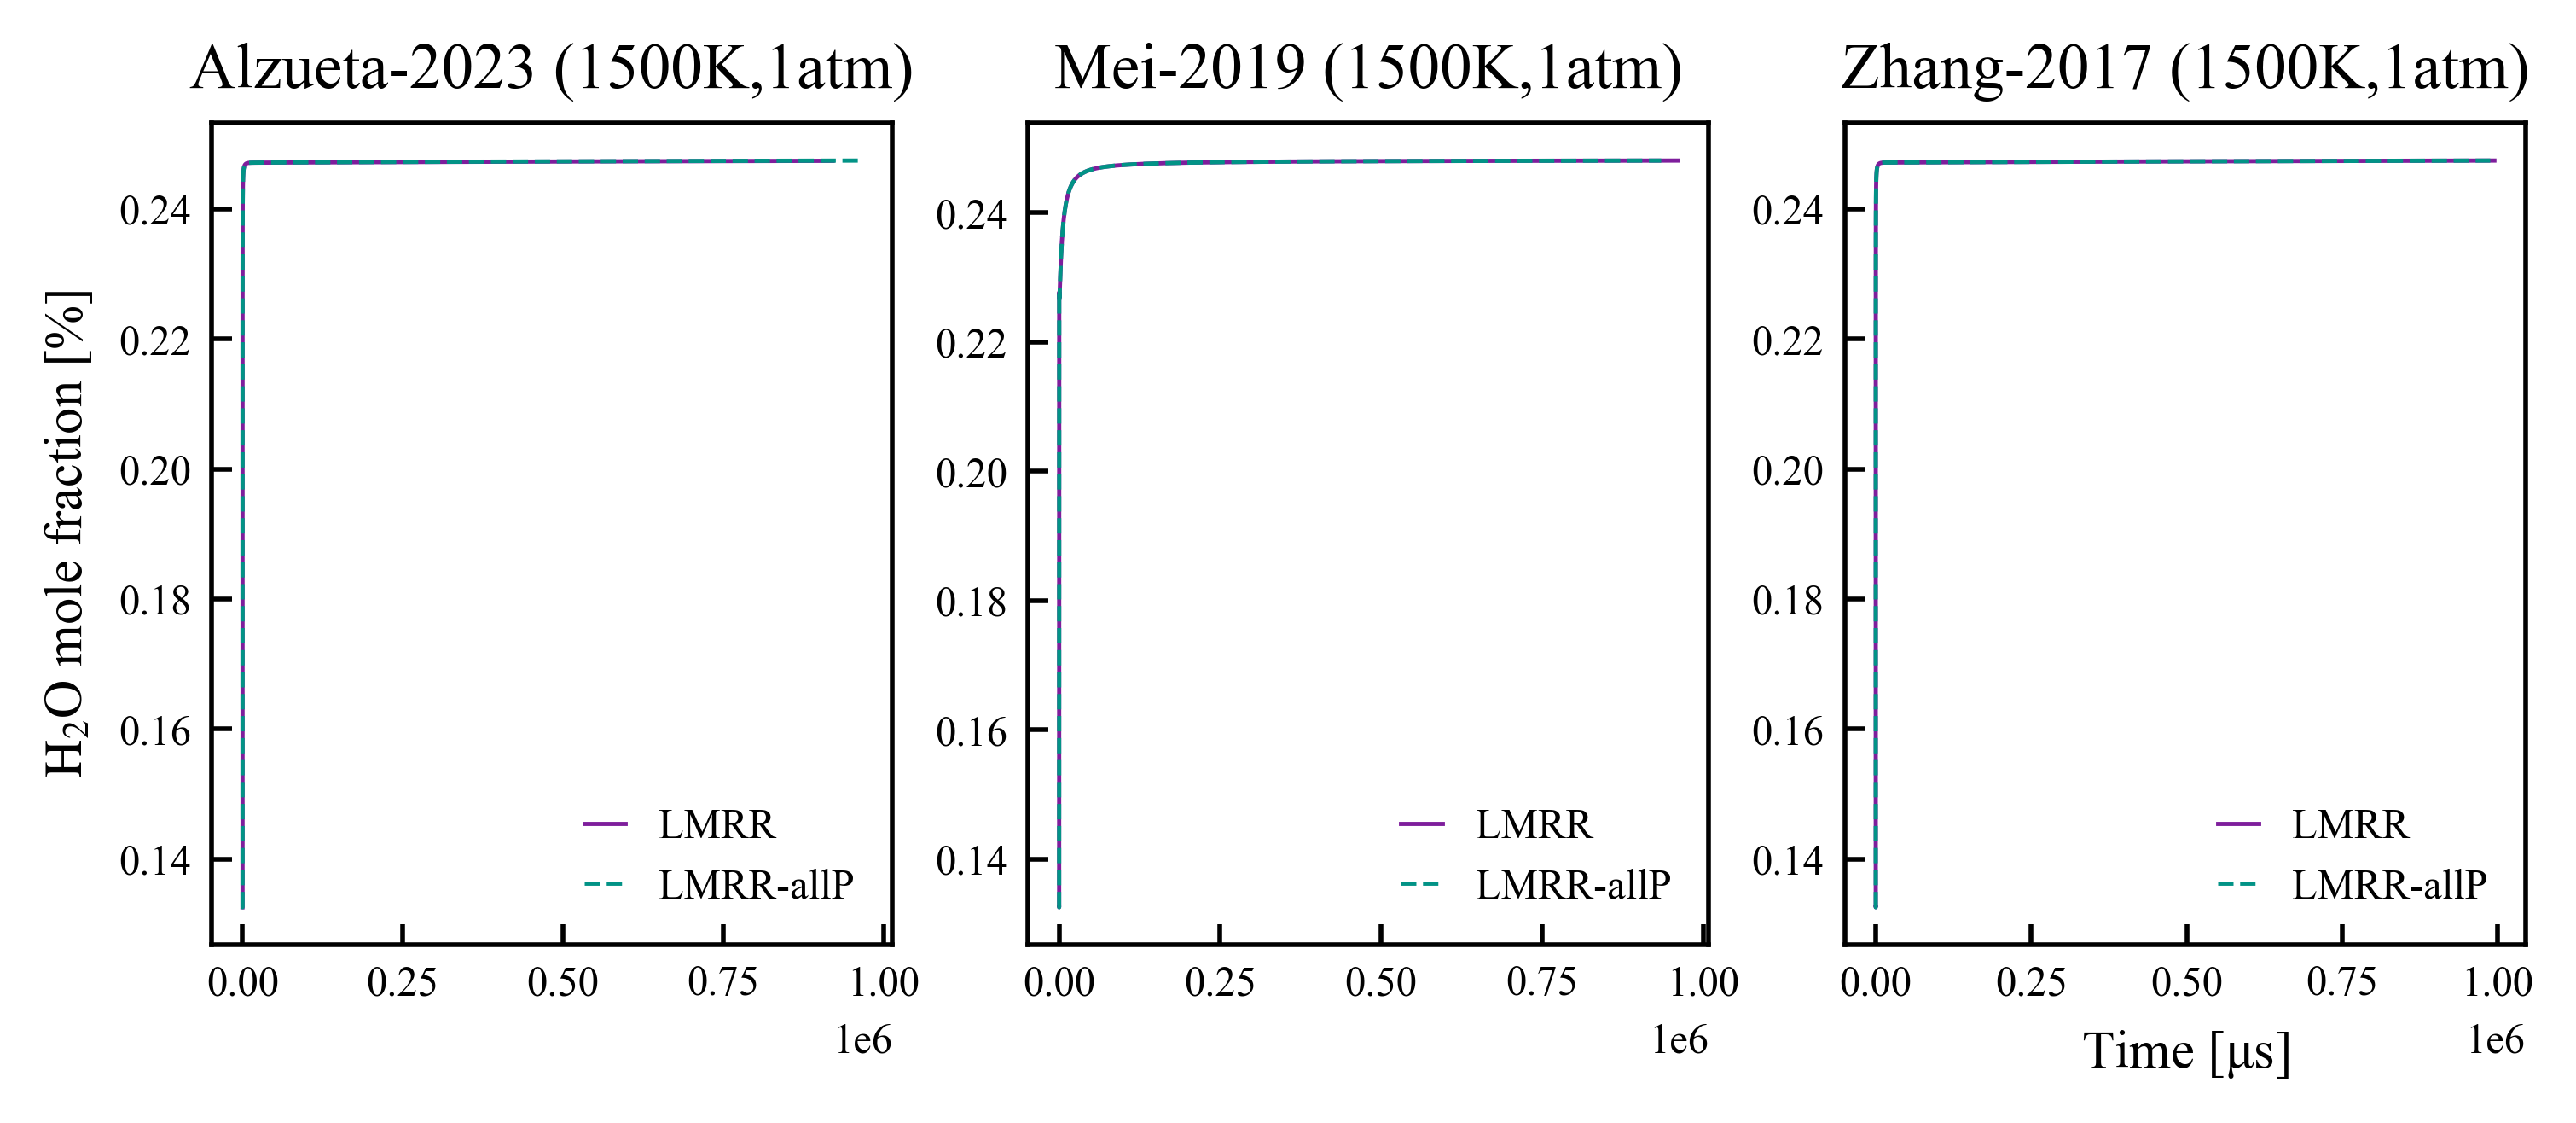 Alzueta-2023 (1500K,1atm)
H₂O mole fraction [%]
0.24
0.22
0.20
0.18
0.16
0.14
LMRR
LMRR-allP
0.00 0.25 0.50 0.75 1.00
1e6
Mei-2019 (1500K,1atm)
0.24
0.22
0.20
0.18
0.16
0.14
LMRR
LMRR-allP
0.00 0.25 0.50 0.75 1.00
1e6
Zhang-2017 (1500K,1atm)
0.24
0.22
0.20
0.18
0.16
0.14
LMRR
LMRR-allP
0.00 0.25 0.50 0.75 1.00
1e6
Time [μs]